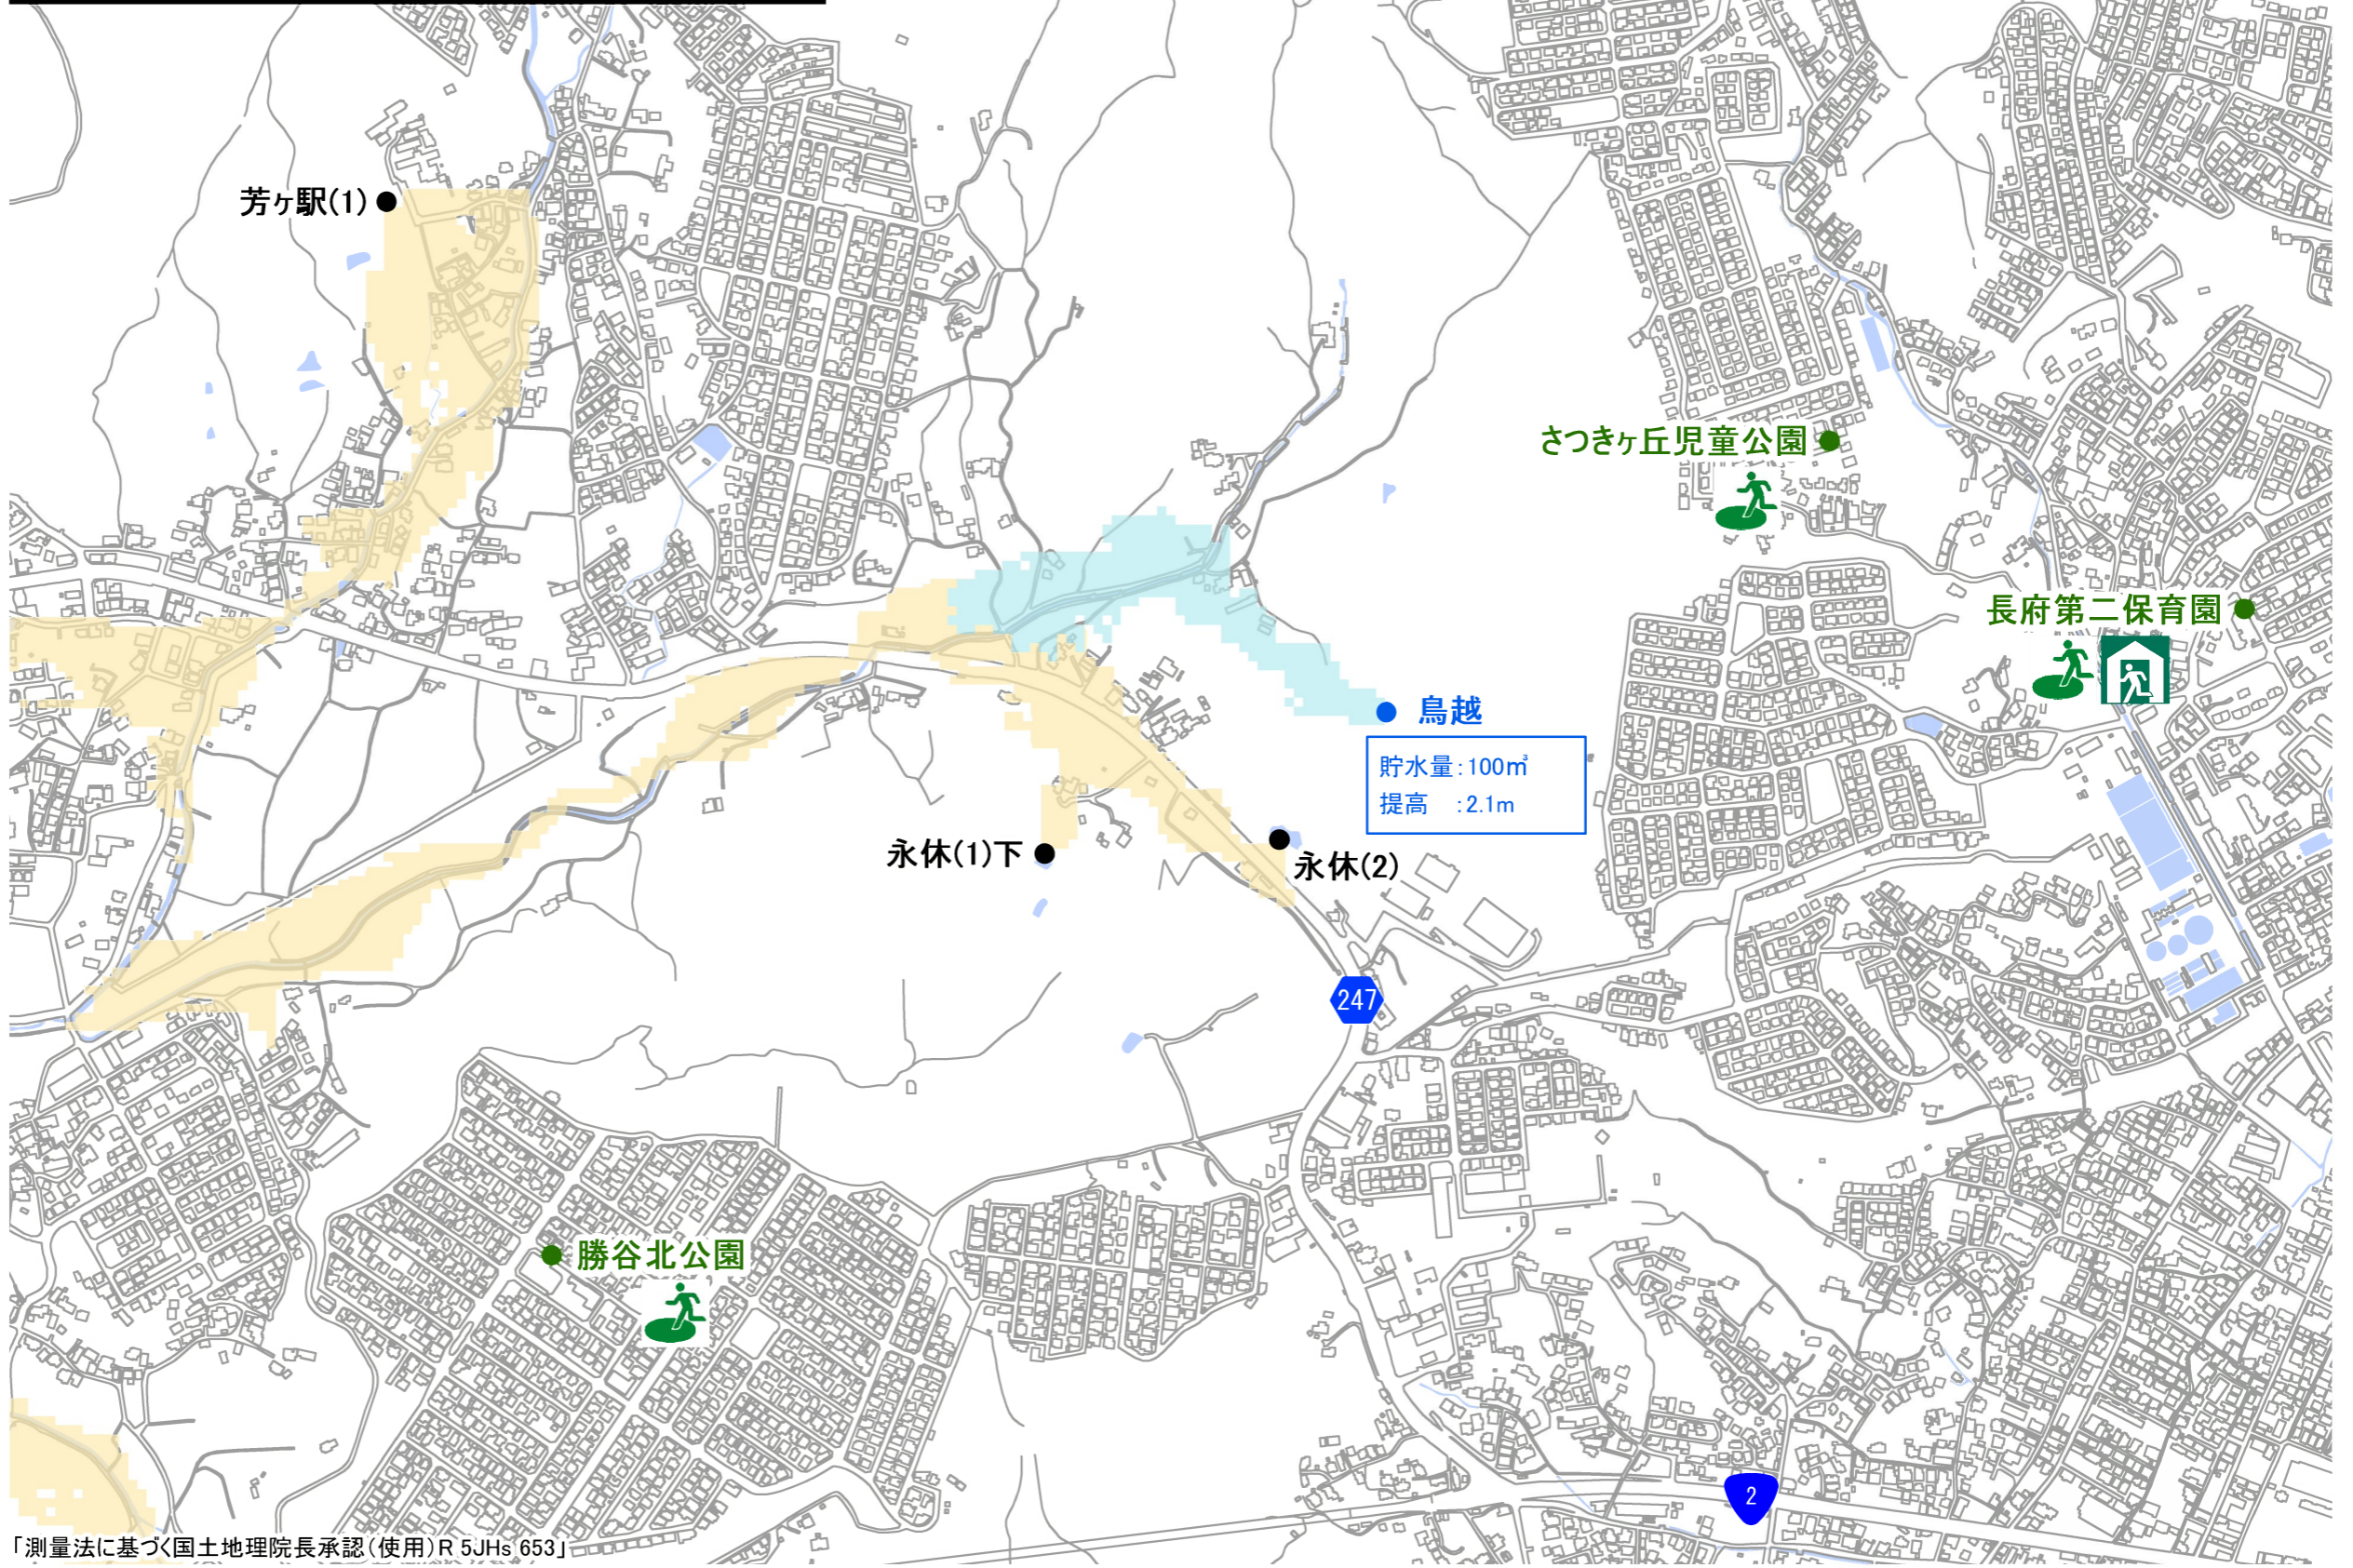 芳ヶ駅(1)
さつきヶ丘児童公園
長府第二保育園
鳥越
貯水量:100㎥
提高 :2.1m
永休(1)下
永休(2)
247
勝谷北公園
2
「測量法に基づく国土地理院長承認(使用)R 5JHs 653」